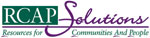 RCAP Solutions
Resources for Communities And People